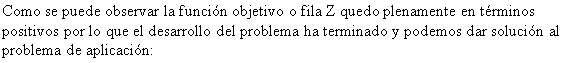 Como se puede observar la función objetivo o fila Z quedo plenamente en términos
positivos por lo que el desarrollo del problema ha terminado y podemos dar solución al
problema de aplicación: